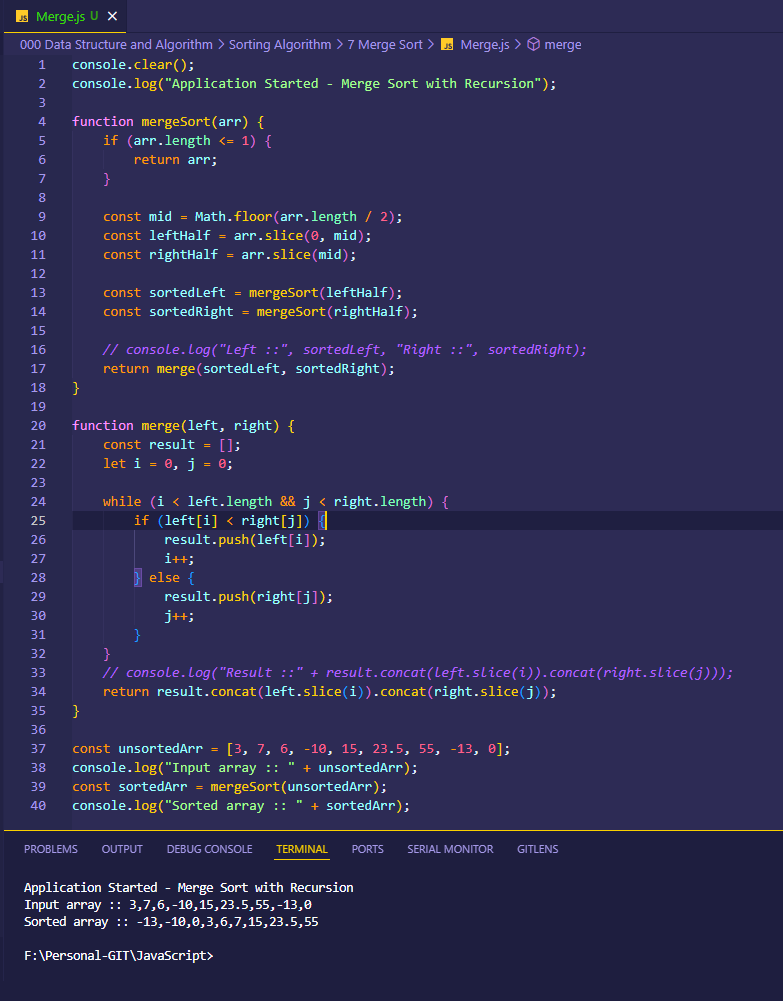 JS Merge.js U ×
000 Data Structure and Algorithm > Sorting Algorithm > 7 Merge Sort > JS Merge.js > merge
1 console.clear();
2 console.log("Application Started - Merge Sort with Recursion");
3
4 function mergeSort(arr) {
5 if (arr.length <= 1) {
6 return arr;
7 }
8
9 const mid = Math.floor(arr.length / 2);
10 const leftHalf = arr.slice(0, mid);
11 const rightHalf = arr.slice(mid);
12
13 const sortedLeft = mergeSort(leftHalf);
14 const sortedRight = mergeSort(rightHalf);
15
16 // console.log("Left ::", sortedLeft, "Right ::", sortedRight);
17 return merge(sortedLeft, sortedRight);
18 }
19
20 function merge(left, right) {
21 const result = [];
22 let i = 0, j = 0;
23
24 while (i < left.length && j < right.length) {
25 if (left[i] < right[j]) {
26 result.push(left[i]);
27 i++;
28 } else {
29 result.push(right[j]);
30 j++;
31 }
32 }
33 // console.log("Result ::" + result.concat(left.slice(i)).concat(right.slice(j)));
34 return result.concat(left.slice(i)).concat(right.slice(j));
35 }
36
37 const unsortedArr = [3, 7, 6, -10, 15, 23.5, 55, -13, 0];
38 console.log("Input array :: " + unsortedArr);
39 const sortedArr = mergeSort(unsortedArr);
40 console.log("Sorted array :: " + sortedArr);
PROBLEMS OUTPUT DEBUG CONSOLE TERMINAL PORTS SERIAL MONITOR GITLENS
Application Started - Merge Sort with Recursion
Input array :: 3,7,6,-10,15,23.5,55,-13,0
Sorted array :: -13,-10,0,3,6,7,15,23.5,55
F:\Personal-GIT\JavaScript>